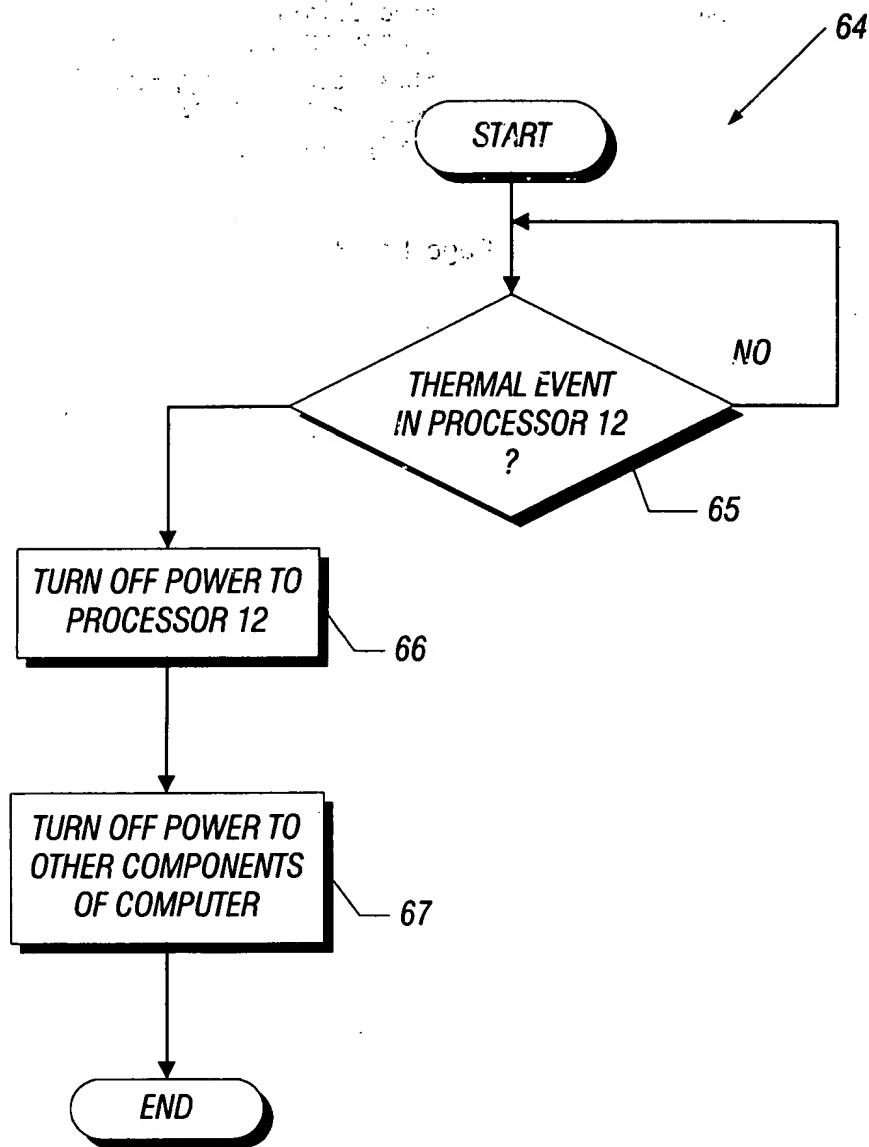 64
START
NO
THERMAL EVENT
IN PROCESSOR 12
?
65
TURN OFF POWER TO
PROCESSOR 12
66
TURN OFF POWER TO
OTHER COMPONENTS
OF COMPUTER
67
END